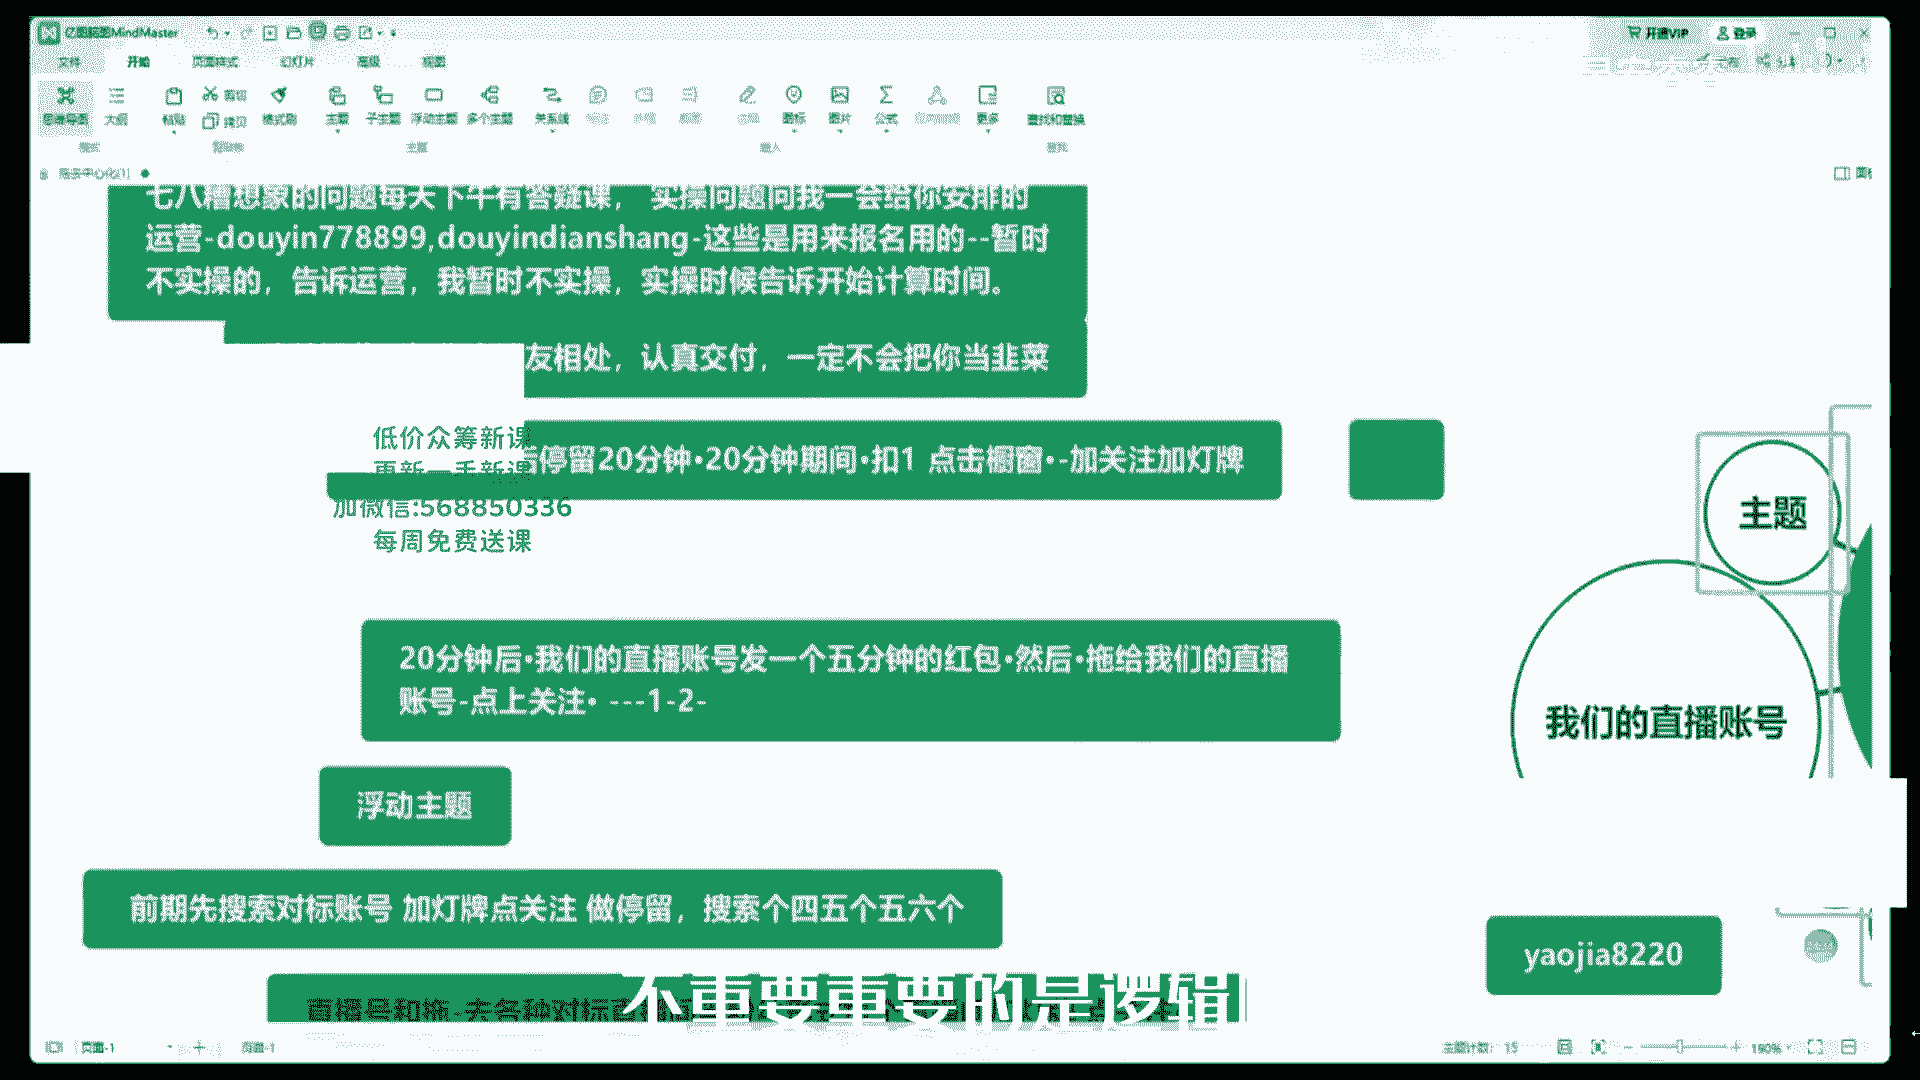 亿图脑图MindMaster
开通VIP 登录
文件 开始 页面样式 幻灯片 高级 视图
思维导图 大纲 粘贴 剪切 拷贝 格式刷 主题 子主题 浮动主题 多个主题 关系线 图标 图片 公式 更多 查找和替换
七八糟想象的问题每天下午有答疑课， 实操问题问我一会给你安排的
运营-douyin778899,douyindianshang-这些是用来报名用的--暂时
不实操的，告诉运营，我暂时不实操，实操时候告诉开始计算时间。
友相处，认真交付，一定不会把你当韭菜
低价众筹新课
更新一手新课
加微信:568850336
每周免费送课
停留20分钟•20分钟期间•扣1 点击橱窗•-加关注加灯牌
主题
20分钟后•我们的直播账号发一个五分钟的红包•然后•拖给我们的直播
账号-点上关注• ---1-2-
我们的直播账号
浮动主题
前期先搜索对标账号 加灯牌点关注 做停留，搜索个四五个五六个
yaojia8220
直播号和拖-去各种对标直播
不重要重要的是逻辑
页面-1 页面-1
主题计数: 15
160%